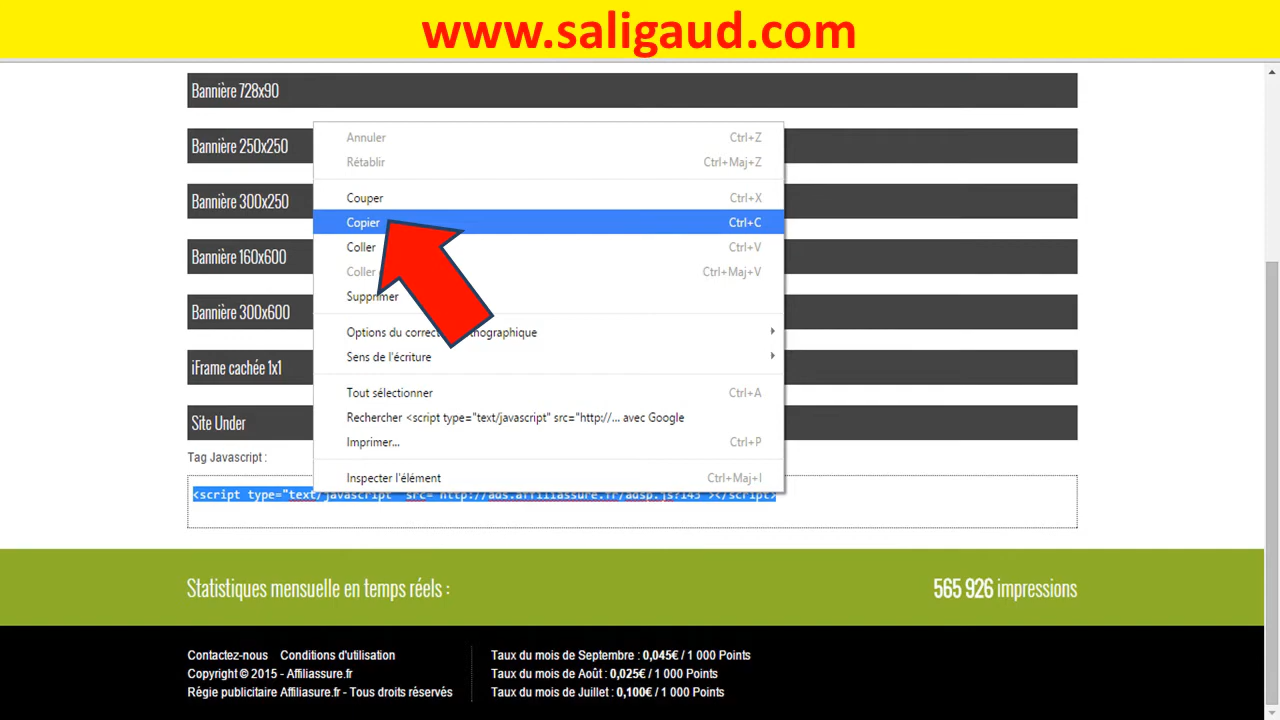 www.saligaud.com
Bannière 728x90
Bannière 250x250
Bannière 300x250
Bannière 160x600
Bannière 300x600
iFrame cachée 1x1
Site Under
Annuler Ctrl+Z
Rétablir Ctrl+Maj+Z
Couper Ctrl+X
Copier Ctrl+C
Coller Ctrl+V
Coller Ctrl+Maj+V
Supprimer
Options du correct hographique
Sens de l'écriture
Tout sélectionner Ctrl+A
Rechercher <script type="text/javascript" src="http://... avec Google
Imprimer... Ctrl+P
Inspecter l'élément Ctrl+Maj+I
Tag Javascript :
<script type="text/javascript" src="http://ads.affiliassure.fr/adsp.js?145"></script>
Statistiques mensuelle en temps réels : 565 926 impressions
Contactez-nous Conditions d'utilisation
Copyright © 2015 - Affiliassure.fr
Régie publicitaire Affiliasure.fr - Tous droits réservés
Taux du mois de Septembre : 0,045€ / 1 000 Points
Taux du mois de Août : 0,025€ / 1 000 Points
Taux du mois de Juillet : 0,100€ / 1 000 Points